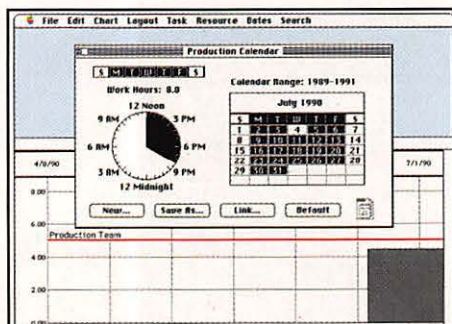 File Edit Chart Layout Task Resource Dates Search
Production Calendar
S M T W T F S
Work Hours: 8.0
12 Noon
9 AM 3 PM
6 AM 6 PM
3 AM 9 PM
12 Midnight
Calendar Range: 1989-1991
July 1990
S M T W T F S
1 2 3 4 5 6 7
8 9 10 11 12 13 14
15 16 17 18 19 20 21
22 23 24 25 26 27 28
29 30 31
New... Save As... Link... Default
4/8/90 7/1/90
8.00
6.00
Production Team
4.00
2.00
0.00